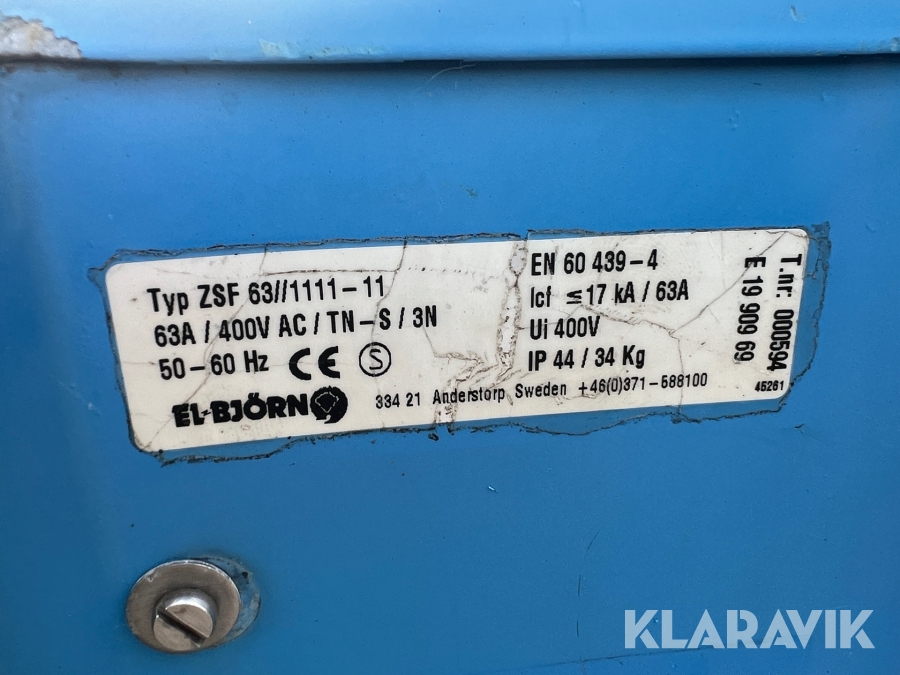 Typ ZSF 63//1111-11
63A / 400V AC / TN-S / 3N
50-60 Hz CE S
EL-BJÖRN
EN 60 439-4
Icf ≤ 17 kA / 63A
Ui 400V
IP 44 / 34 Kg
334 21 Anderstorp Sweden +46(0)371-588100
T.nr: 000594
E 19 909 69
45261
KLARAVIK